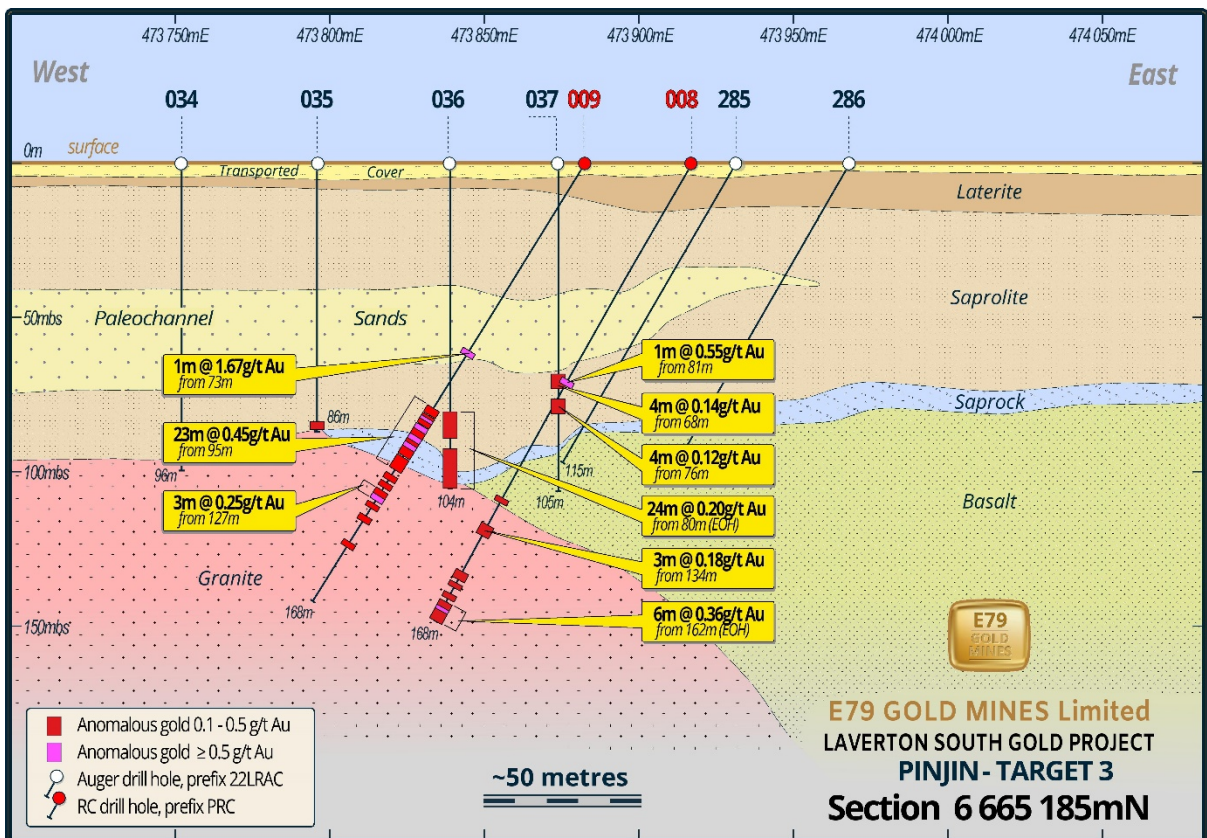 473 750mE
473 800mE
473 850mE
473 900mE
473 950mE
474 000mE
474 050mE
West
East
034
035
036
037
009
008
285
286
0m
surface
Transported Cover
Laterite
Saprolite
50mbs
Paleochannel Sands
1m @ 1.67g/t Au
from 73m
1m @ 0.55g/t Au
from 81m
4m @ 0.14g/t Au
from 68m
Saprock
86m
23m @ 0.45g/t Au
from 95m
4m @ 0.12g/t Au
from 76m
100mbs
96m
115m
104m
105m
3m @ 0.25g/t Au
from 127m
24m @ 0.20g/t Au
from 80m (EOH)
Basalt
3m @ 0.18g/t Au
from 134m
Granite
168m
168m
6m @ 0.36g/t Au
from 162m (EOH)
150mbs
E79
GOLD
MINES
E79 GOLD MINES Limited
LAVERTON SOUTH GOLD PROJECT
PINJIN - TARGET 3
Section 6 665 185mN
Anomalous gold 0.1 - 0.5 g/t Au
Anomalous gold ≥ 0.5 g/t Au
Auger drill hole, prefix 22LRAC
RC drill hole, prefix PRC
~50 metres